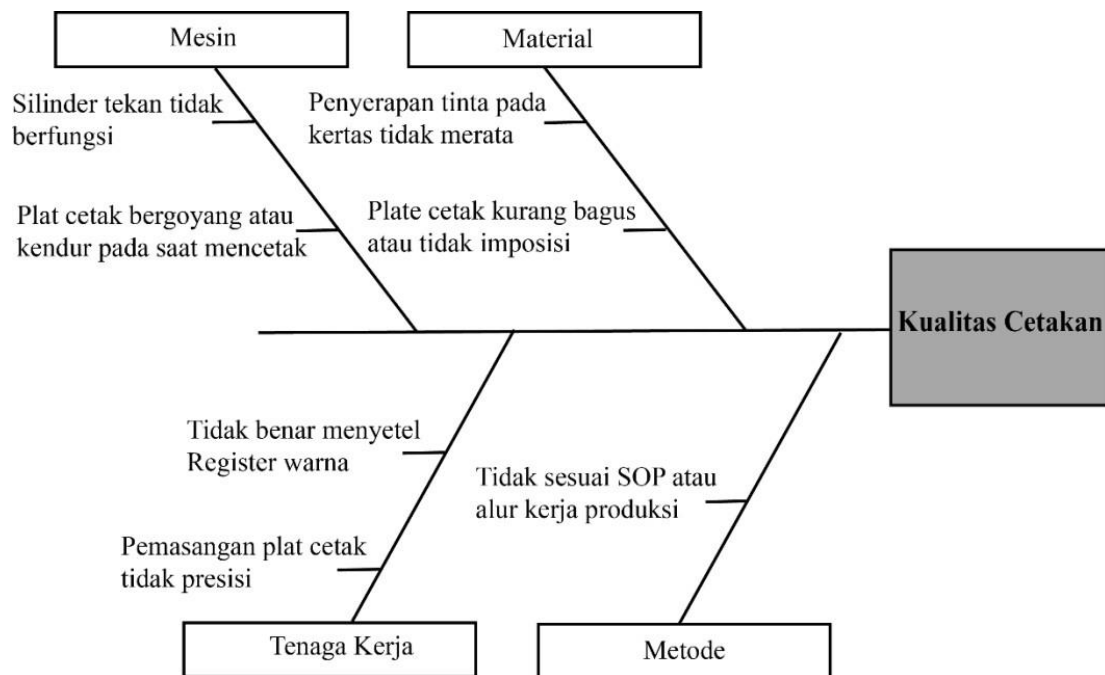 Mesin
Material
Silinder tekan tidak
berfungsi
Penyerapan tinta pada
kertas tidak merata
Plat cetak bergoyang atau
kendur pada saat mencetak
Plate cetak kurang bagus
atau tidak imposisi
Kualitas Cetakan
Tidak benar menyetel
Register warna
Tidak sesuai SOP atau
alur kerja produksi
Pemasangan plat cetak
tidak presisi
Tenaga Kerja
Metode